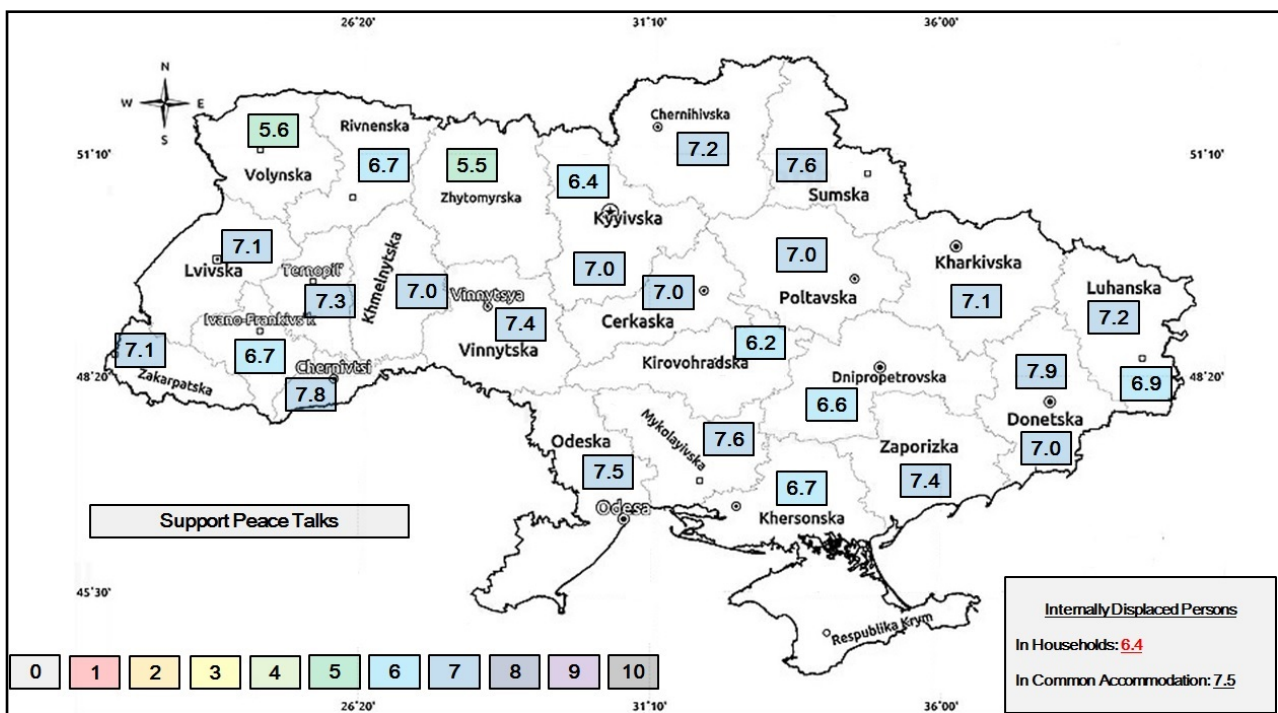 26°20' 31°10' 36°00'
N
W E
S
51°10' 51°10'
5.6
Volynska
Rivnenska
6.7
5.5
Zhytomyrska
6.4
Kyyivska
7.0
Chernihivska
7.2
7.6
Sumska
7.1
Lvivska
Ternopil'
7.3
Khmelnytska
7.0
Vinnytsya
7.4
Vinnytska
7.0
Cerkaska
7.0
Poltavska
Kharkivska
7.1
Luhanska
7.2
6.9
Ivano-Frankivs'k
6.7
7.1
Zakarpatska
Chernivtsi
7.8
6.2
Kirovohradska
Dnipropetrovska
6.6
7.9
Donetska
7.0
48°20' 48°20'
Odeska
7.5
Odesa
Mykolayivska
7.6
6.7
Khersonska
Zaporizka
7.4
Support Peace Talks
45°30' 45°30'
Respublika Krym
Internally Displaced Persons
In Households: 6.4
In Common Accommodation: 7.5
0 1 2 3 4 5 6 7 8 9 10
26°20' 31°10' 36°00'